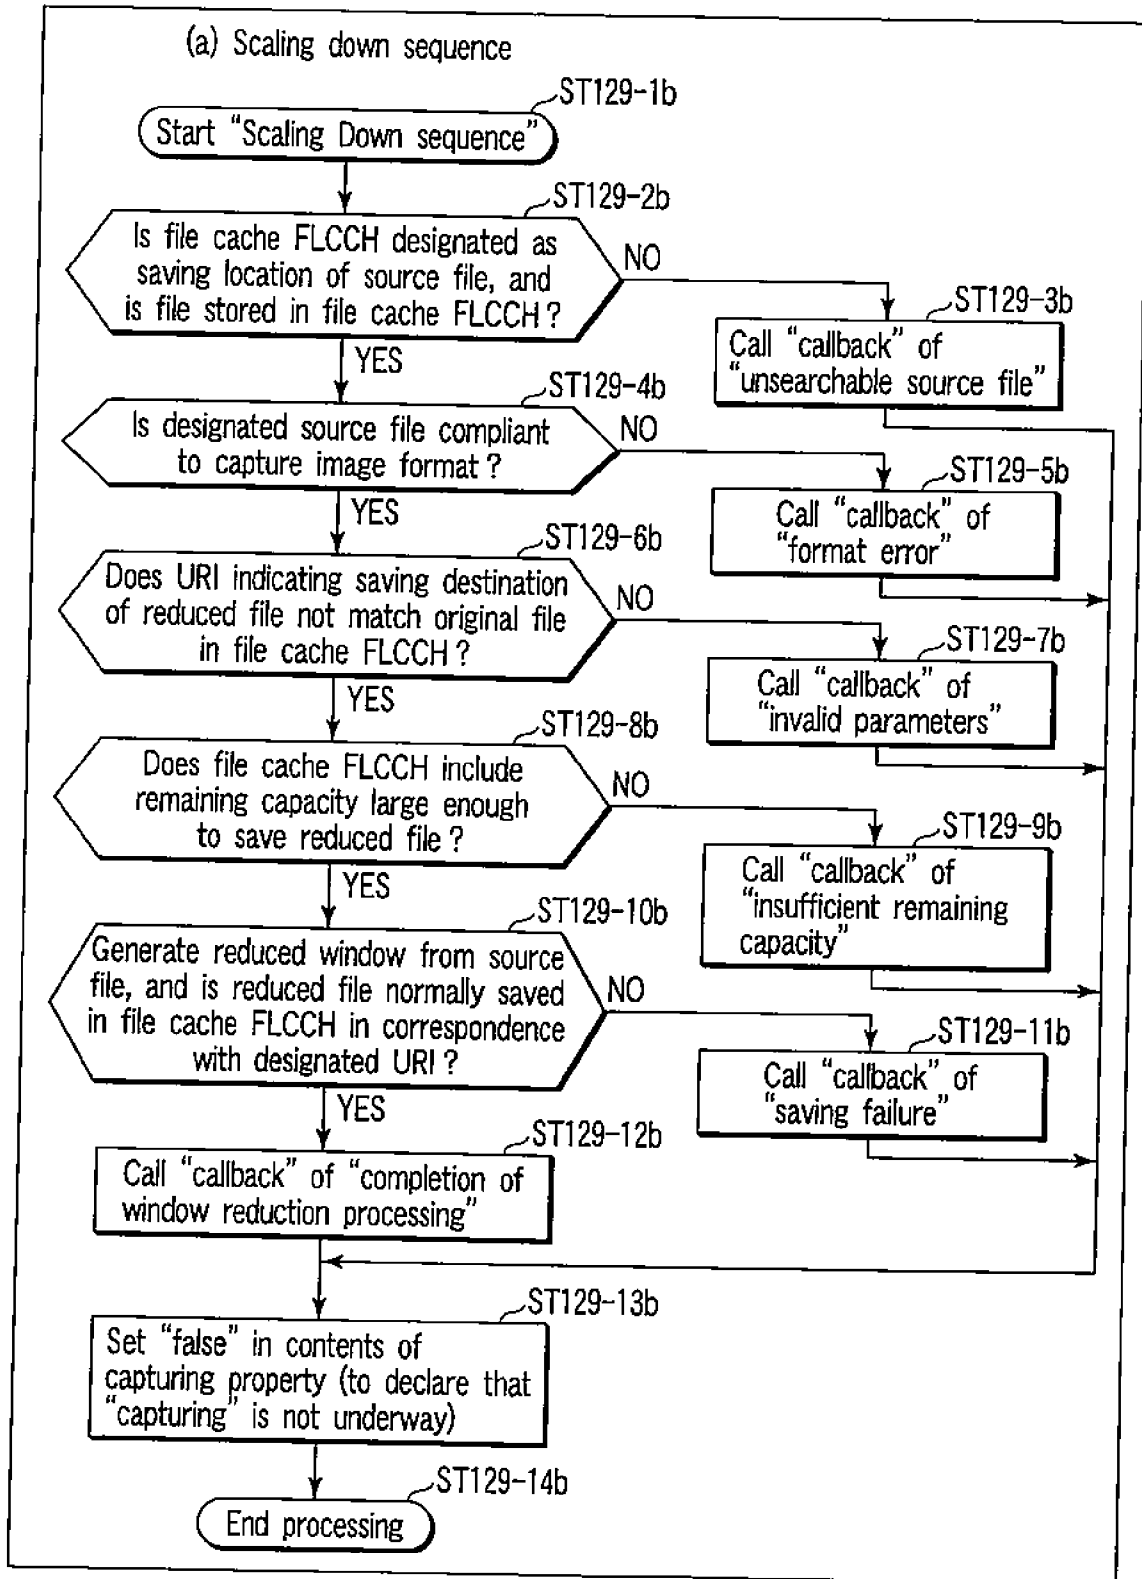 (a) Scaling down sequence
ST129-1b
Start “Scaling Down sequence”
ST129-2b
Is file cache FLCCH designated as
saving location of source file, and
is file stored in file cache FLCCH?
NO
YES
ST129-3b
Call “callback” of
“unsearchable source file”
ST129-4b
Is designated source file compliant
to capture image format?
NO
YES
ST129-5b
Call “callback” of
“format error”
ST129-6b
Does URI indicating saving destination
of reduced file not match original file
in file cache FLCCH?
NO
YES
ST129-7b
Call “callback” of
“invalid parameters”
ST129-8b
Does file cache FLCCH include
remaining capacity large enough
to save reduced file?
NO
YES
ST129-9b
Call “callback” of
“insufficient remaining
capacity”
ST129-10b
Generate reduced window from source
file, and is reduced file normally saved
in file cache FLCCH in correspondence
with designated URI?
NO
YES
ST129-11b
Call “callback” of
“saving failure”
ST129-12b
Call “callback” of “completion of
window reduction processing”
ST129-13b
Set “false” in contents of
capturing property (to declare that
“capturing” is not underway)
ST129-14b
End processing